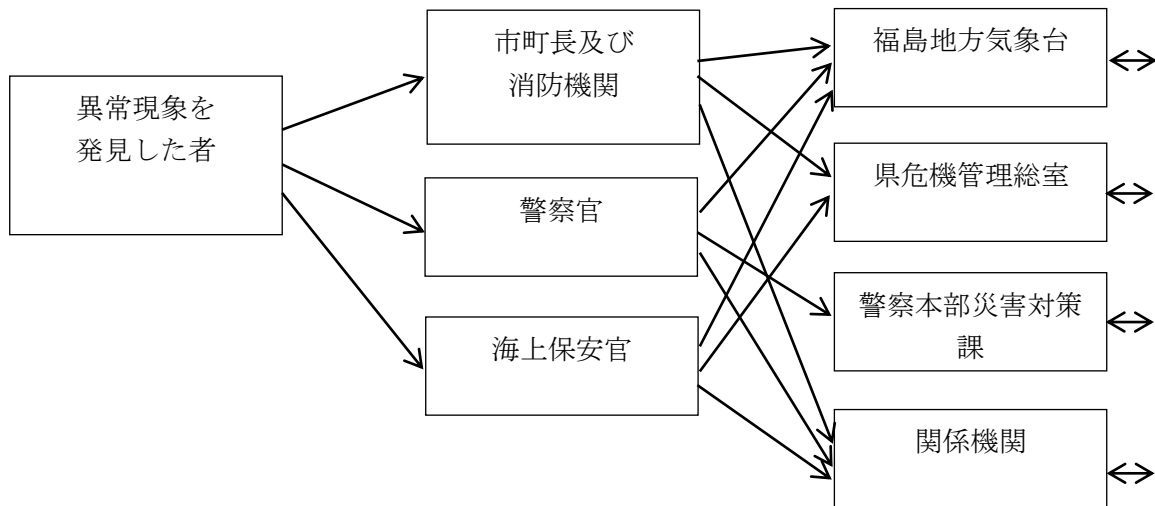 異常現象を
発見した者
市町長及び
消防機関
警察官
海上保安官
福島地方気象台
県危機管理総室
警察本部災害対策
課
関係機関